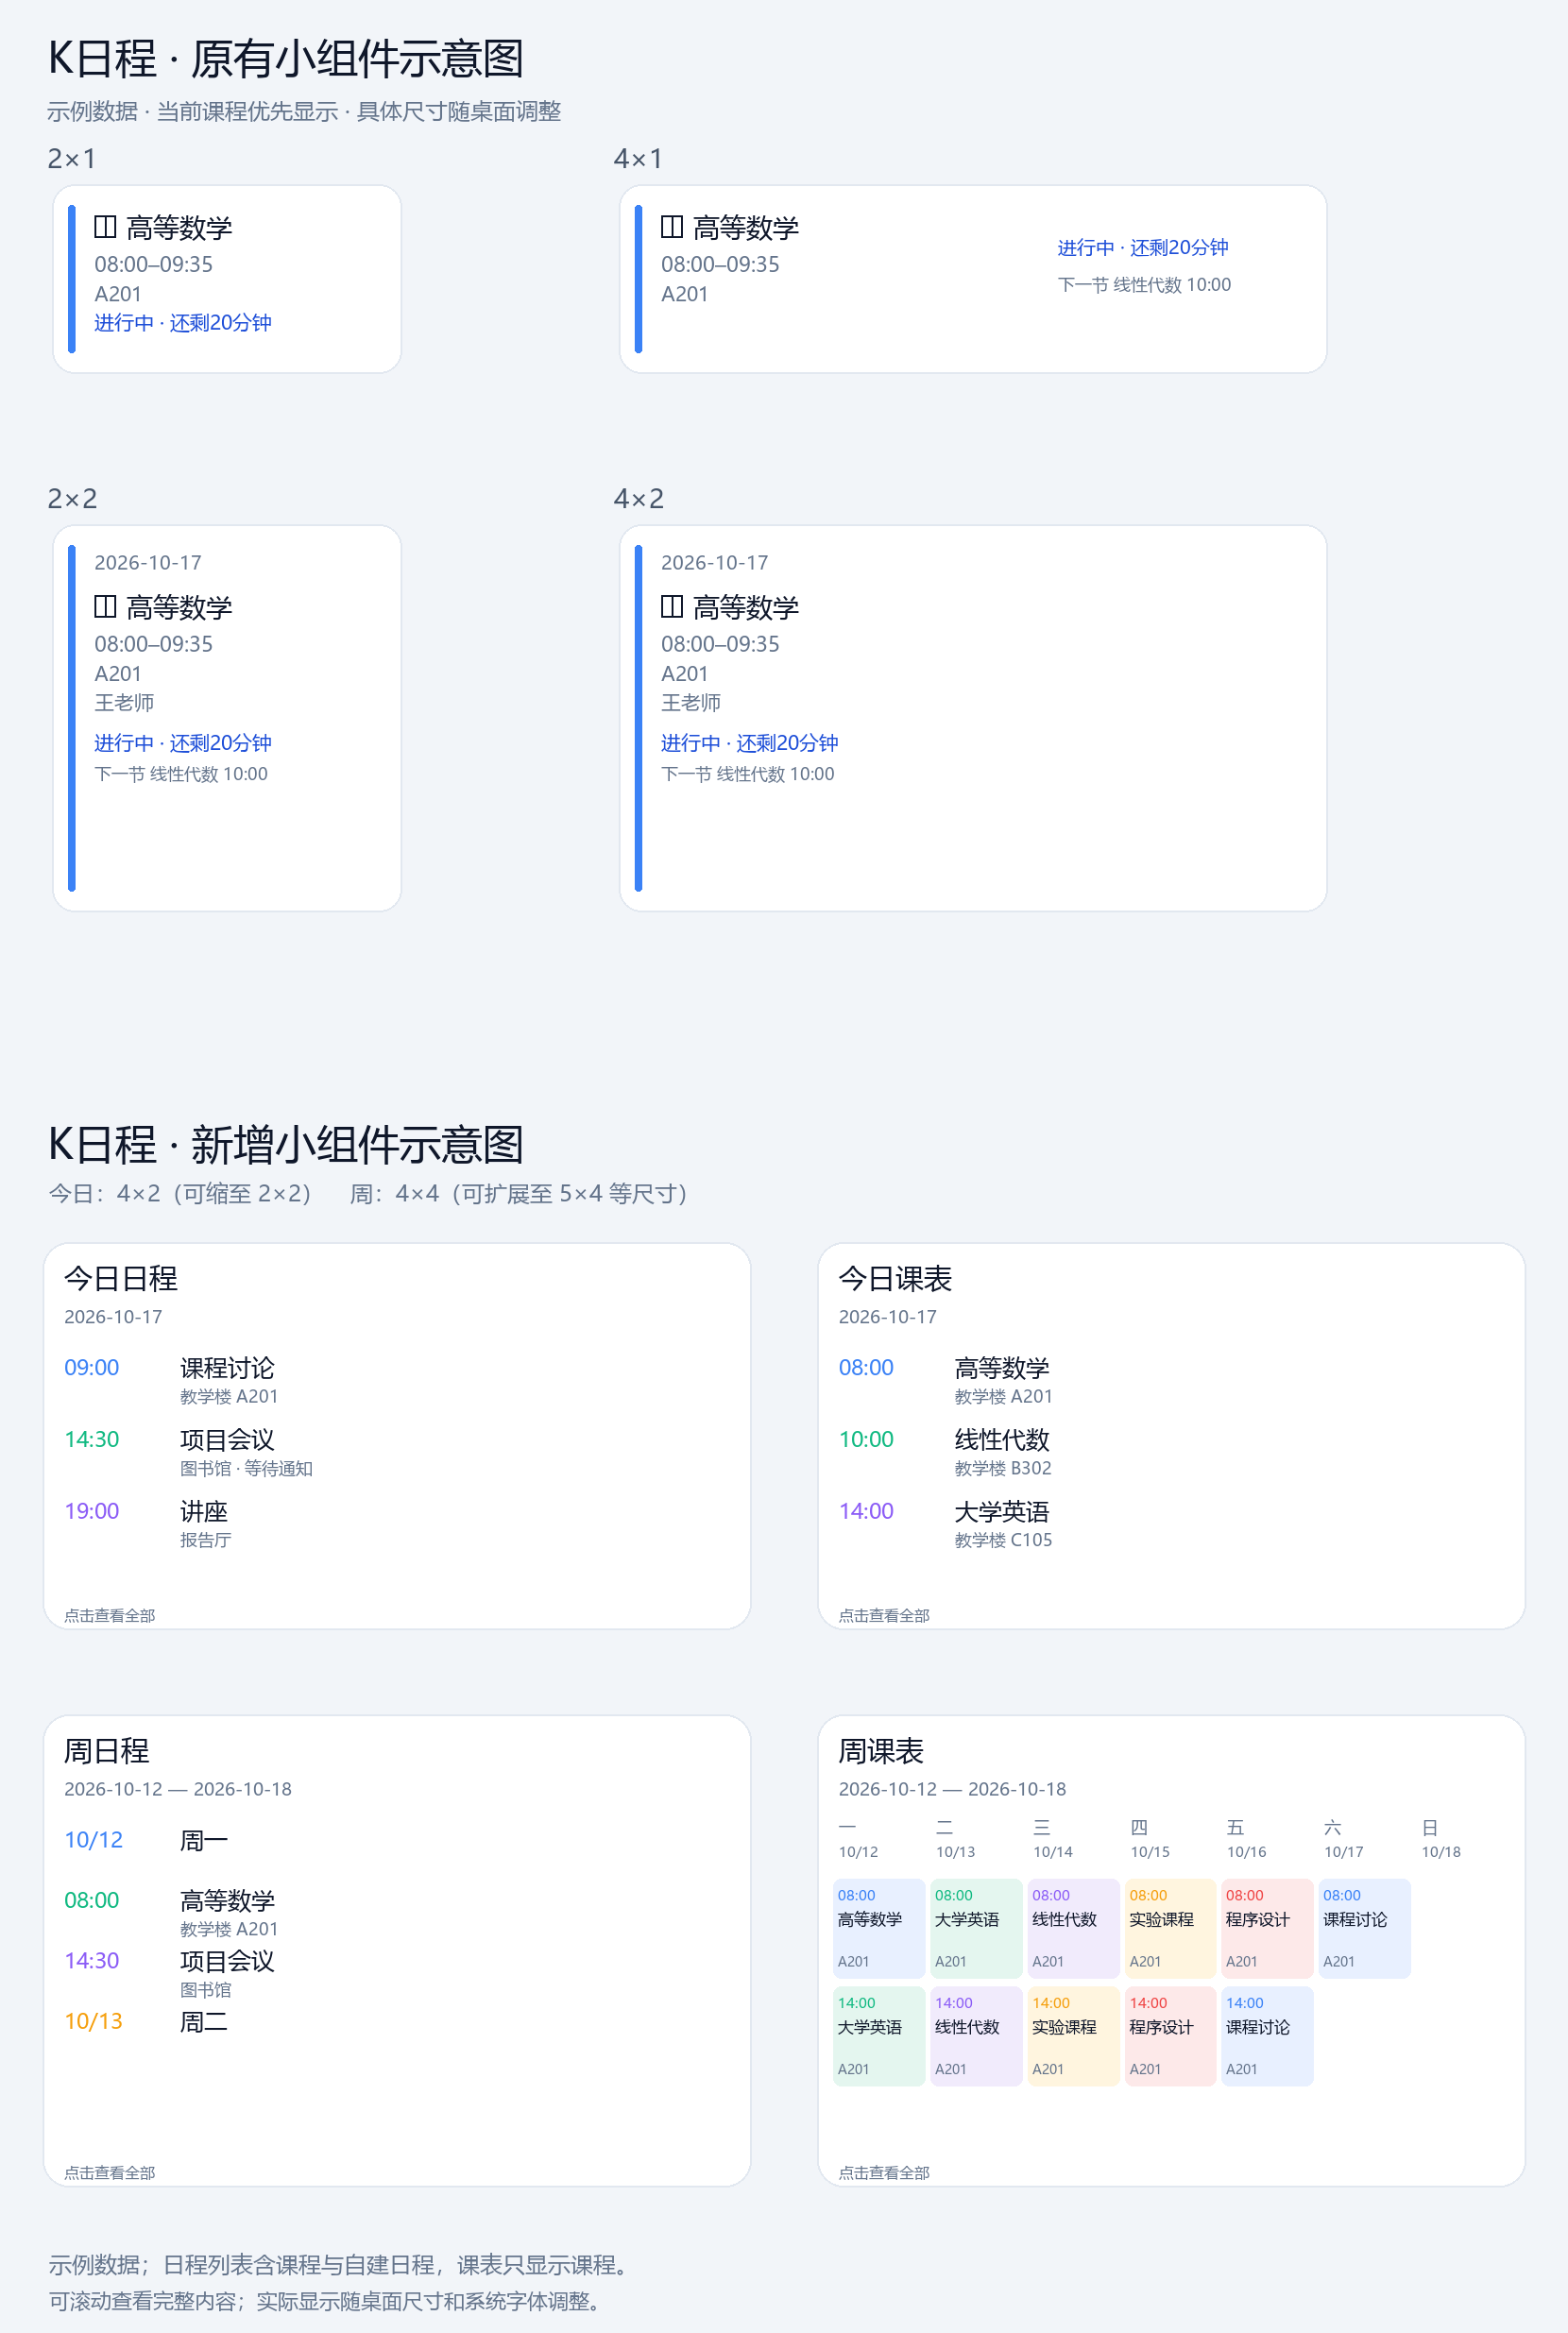 K日程 · 原有小组件示意图
示例数据 · 当前课程优先显示 · 具体尺寸随桌面调整
2×1
高等数学
08:00–09:35
A201
进行中 · 还剩20分钟
4×1
高等数学
08:00–09:35
A201
进行中 · 还剩20分钟
下一节 线性代数 10:00
2×2
2026-10-17
高等数学
08:00–09:35
A201
王老师
进行中 · 还剩20分钟
下一节 线性代数 10:00
4×2
2026-10-17
高等数学
08:00–09:35
A201
王老师
进行中 · 还剩20分钟
下一节 线性代数 10:00
K日程 · 新增小组件示意图
今日：4×2（可缩至 2×2） 周：4×4（可扩展至 5×4 等尺寸）
今日日程
2026-10-17
09:00 课程讨论
教学楼 A201
14:30 项目会议
图书馆 · 等待通知
19:00 讲座
报告厅
点击查看全部
今日课表
2026-10-17
08:00 高等数学
教学楼 A201
10:00 线性代数
教学楼 B302
14:00 大学英语
教学楼 C105
点击查看全部
周日程
2026-10-12 — 2026-10-18
10/12 周一
08:00 高等数学
教学楼 A201
14:30 项目会议
图书馆
10/13 周二
点击查看全部
周课表
2026-10-12 — 2026-10-18
一 二 三 四 五 六 日
10/12 10/13 10/14 10/15 10/16 10/17 10/18
08:00 08:00 08:00 08:00 08:00 08:00
高等数学 大学英语 线性代数 实验课程 程序设计 课程讨论
A201 A201 A201 A201 A201 A201
14:00 14:00 14:00 14:00 14:00
大学英语 线性代数 实验课程 程序设计 课程讨论
A201 A201 A201 A201 A201
点击查看全部
示例数据；日程列表含课程与自建日程，课表只显示课程。
可滚动查看完整内容；实际显示随桌面尺寸和系统字体调整。